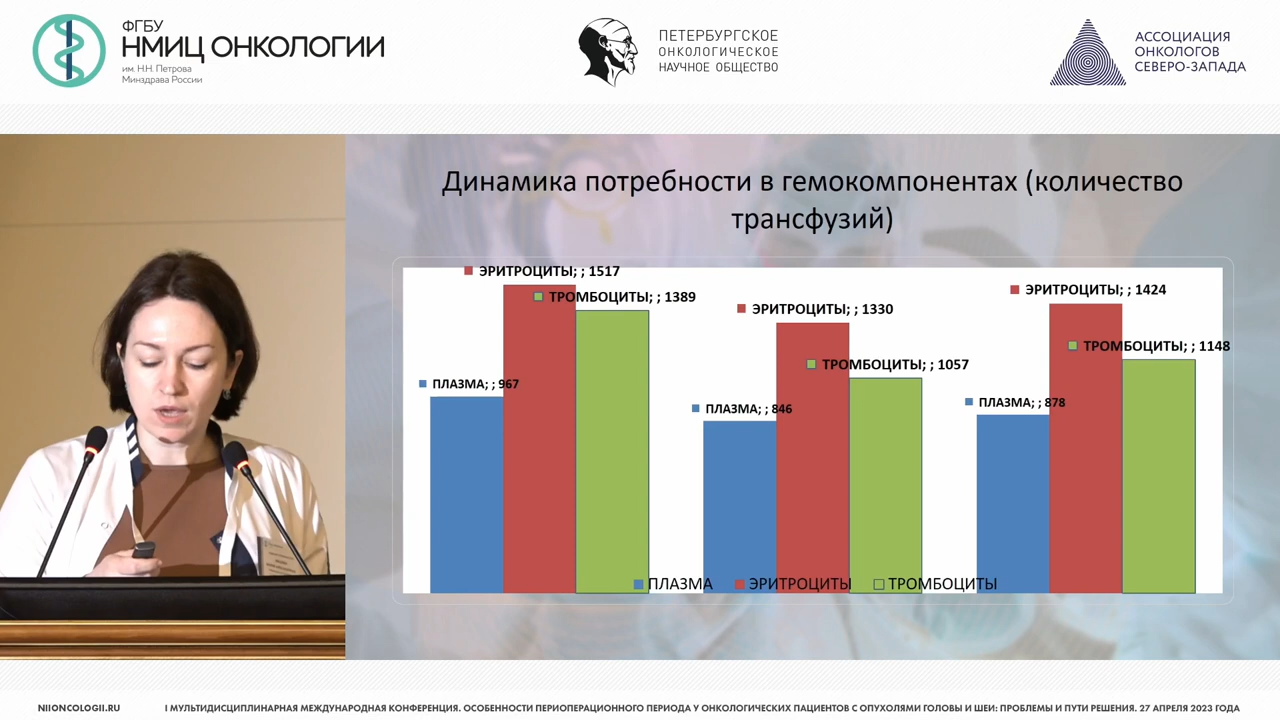 ФГБУ
НМИЦ ОНКОЛОГИИ
им. Н.Н. Петрова
Минздрава России
ПЕТЕРБУРГСКОЕ
ОНКОЛОГИЧЕСКОЕ
НАУЧНОЕ ОБЩЕСТВО
АССОЦИАЦИЯ
ОНКОЛОГОВ
СЕВЕРО-ЗАПАДА
Динамика потребности в гемокомпонентах (количество
трансфузий)
ЭРИТРОЦИТЫ; ; 1517
ТРОМБОЦИТЫ; ; 1389
ПЛАЗМА; ; 967
ЭРИТРОЦИТЫ; ; 1330
ТРОМБОЦИТЫ; ; 1057
ПЛАЗМА; ; 846
ЭРИТРОЦИТЫ; ; 1424
ТРОМБОЦИТЫ; ; 1148
ПЛАЗМА; ; 878
ПЛАЗМА ЭРИТРОЦИТЫ ТРОМБОЦИТЫ
NIIONCOLOGII.RU
I МУЛЬТИДИСЦИПЛИНАРНАЯ МЕЖДУНАРОДНАЯ КОНФЕРЕНЦИЯ. ОСОБЕННОСТИ ПЕРИОПЕРАЦИОННОГО ПЕРИОДА У ОНКОЛОГИЧЕСКИХ ПАЦИЕНТОВ С ОПУХОЛЯМИ ГОЛОВЫ И ШЕИ: ПРОБЛЕМЫ И ПУТИ РЕШЕНИЯ. 27 АПРЕЛЯ 2023 ГОДА